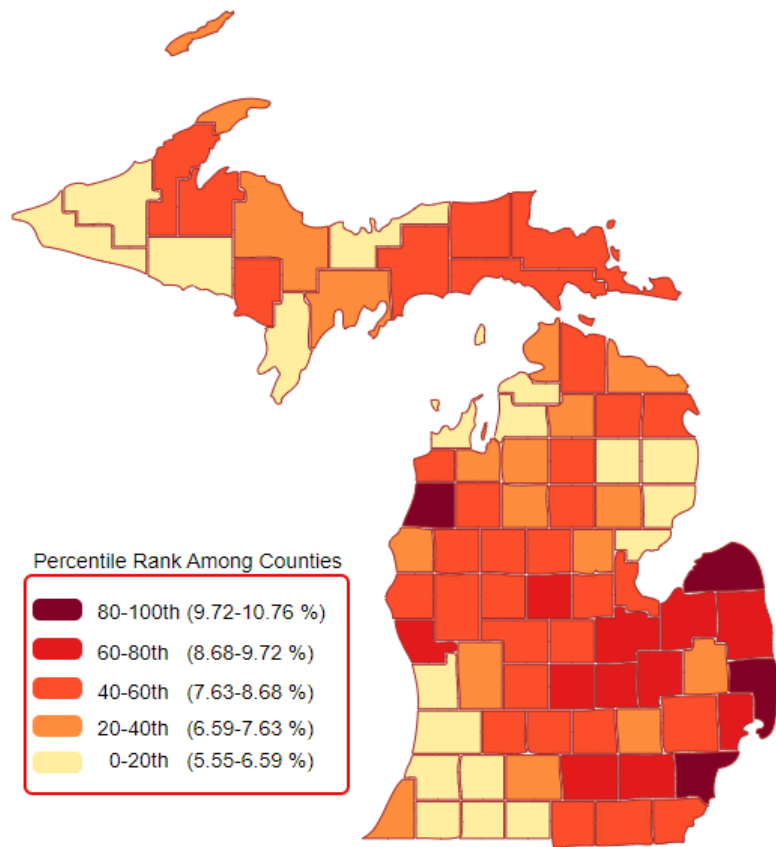 Percentile Rank Among Counties
80-100th (9.72-10.76 %)
60-80th (8.68-9.72 %)
40-60th (7.63-8.68 %)
20-40th (6.59-7.63 %)
0-20th (5.55-6.59 %)